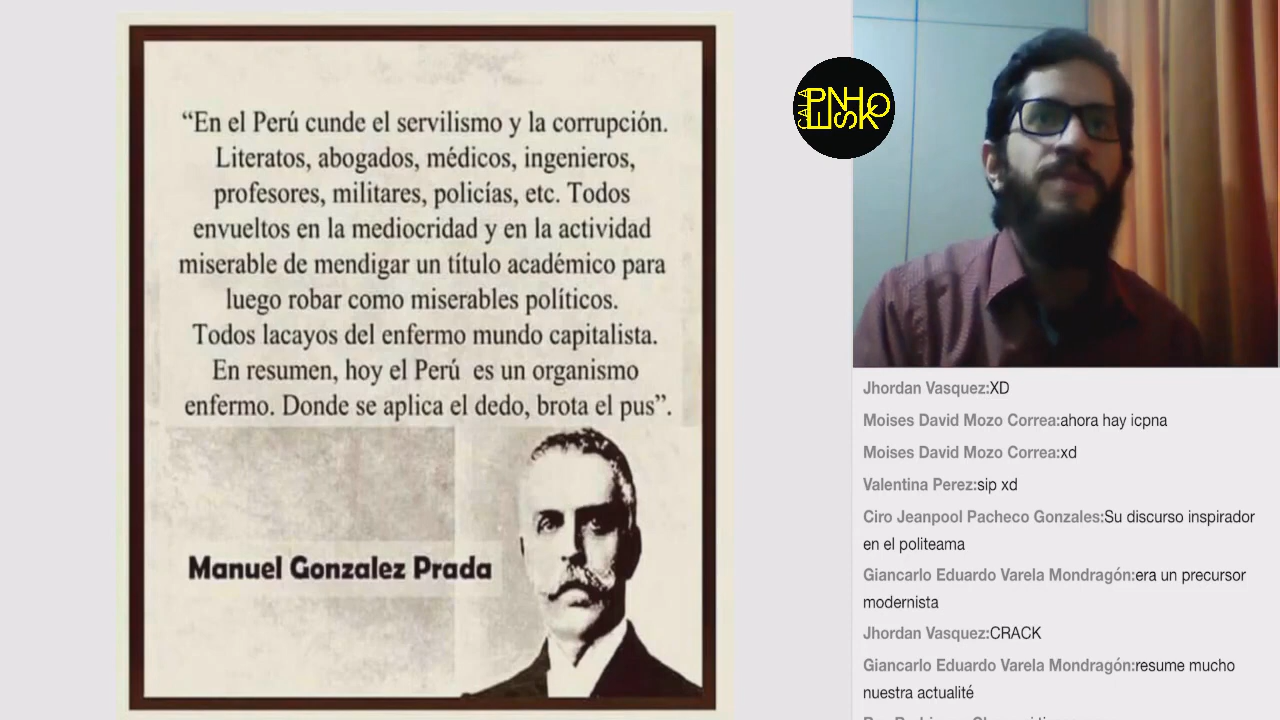 “En el Perú cunde el servilismo y la corrupción.
Literatos, abogados, médicos, ingenieros,
profesores, militares, policías, etc. Todos
envueltos en la mediocridad y en la actividad
miserable de mendigar un título académico para
luego robar como miserables políticos.
Todos lacayos del enfermo mundo capitalista.
En resumen, hoy el Perú es un organismo
enfermo. Donde se aplica el dedo, brota el pus”.
Manuel Gonzalez Prada
CALA
Jhordan Vasquez:XD
Moises David Mozo Correa:ahora hay icpna
Moises David Mozo Correa:xd
Valentina Perez:sip xd
Ciro Jeanpool Pacheco Gonzales:Su discurso inspirador
en el politeama
Giancarlo Eduardo Varela Mondragón:era un precursor
modernista
Jhordan Vasquez:CRACK
Giancarlo Eduardo Varela Mondragón:resume mucho
nuestra actualité